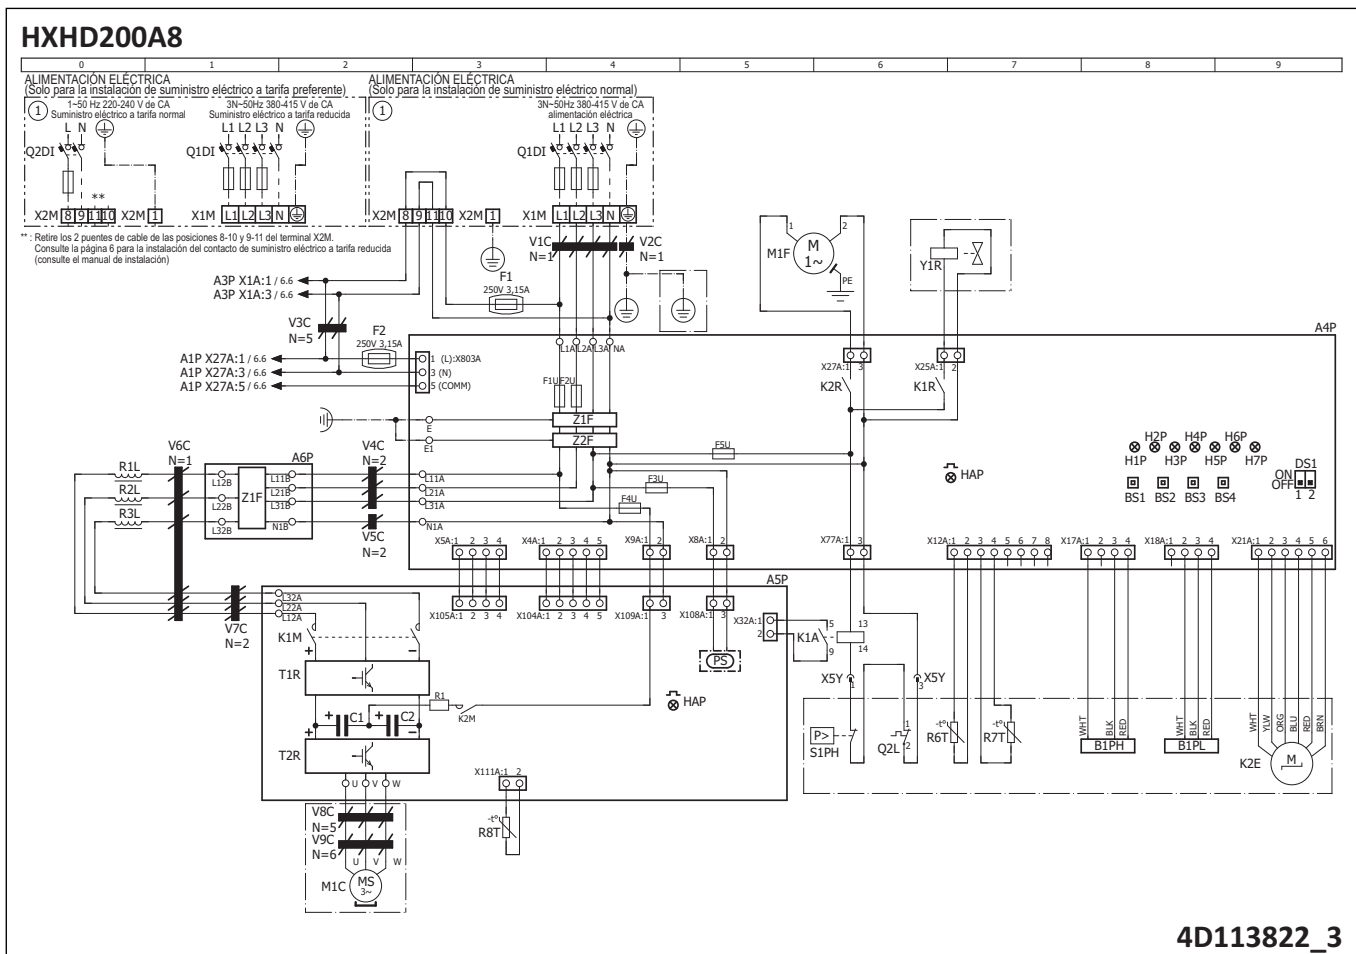 HXHD200A8
0 1 2 3 4 5 6 7 8 9
ALIMENTACIÓN ELÉCTRICA
(Solo para la instalación de suministro eléctrico a tarifa preferente)
ALIMENTACIÓN ELÉCTRICA
(Solo para la instalación de suministro eléctrico normal)
1
1~50 Hz 220-240 V de CA
Suministro eléctrico a tarifa normal
3N~50Hz 380-415 V de CA
Suministro eléctrico a tarifa reducida
1
3N~50Hz 380-415 V de CA
alimentación eléctrica
L N
L1 L2 L3 N
L1 L2 L3 N
Q2DI
Q1DI
Q1DI
**
X2M 8 9 11 10 X2M 1
X1M L1 L2 L3 N
X2M 8 9 11 10 X2M 1
X1M L1 L2 L3 N
** : Retire los 2 puentes de cable de las posiciones 8-10 y 9-11 del terminal X2M.
Consulte la página 6 para la instalación del contacto de suministro eléctrico a tarifa reducida
(consulte el manual de instalación)
V1C
N=1
V2C
N=1
M1F
M
1~
1 2
PE
Y1R
A3P X1A:1 / 6.6
A3P X1A:3 / 6.6
F1
250V 3,15A
V3C
N=5
F2
250V 3,15A
A4P
A1P X27A:1 / 6.6
A1P X27A:3 / 6.6
A1P X27A:5 / 6.6
1 (L):X803A
3 (N)
5 (COMM)
L1A L2A L3A NA
X27A:1 3
X25A:1 2
K2R
K1R
F1U F2U
E
E1
Z1F
Z2F
F5U
F3U
F4U
HAP
H1P H2P H3P H4P H5P H6P H7P
BS1 BS2 BS3 BS4
DS1
ON
OFF
1 2
V6C
N=1
A6P
V4C
N=2
R1L
R2L
R3L
L12B
L22B
L32B
Z1F
L11B
L21B
L31B
N1B
L11A
L21A
L31A
N1A
V5C
N=2
X5A:1 2 3 4
X4A:1 2 3 4 5
X9A:1 2
X8A:1 2
X77A:1 3
X12A:1 2 3 4 5 6 7 8
X17A:1 2 3 4
X18A:1 2 3 4
X21A:1 2 3 4 5 6
A5P
L32A
L22A
L12A
X105A:1 2 3 4
X104A:1 2 3 4 5
X109A:1 3
X108A:1 3
X32A:1
2
V7C
N=2
K1M
+ −
PS
K1A
5
9
13
14
T1R
R1
K2M
HAP
X5Y
1
X5Y
3
+ C1
+ C2
+ −
T2R
U V W
X111A:1 2
-t°
R8T
P>
S1PH
Q2L
1
2
-t°
R6T
-t°
R7T
WHT BLK RED
B1PH
WHT BLK RED
B1PL
WHT YLW ORG BLU RED BRN
K2E
M
V8C
N=5
V9C
N=6
U V W
M1C
MS
3~
4D113822_3